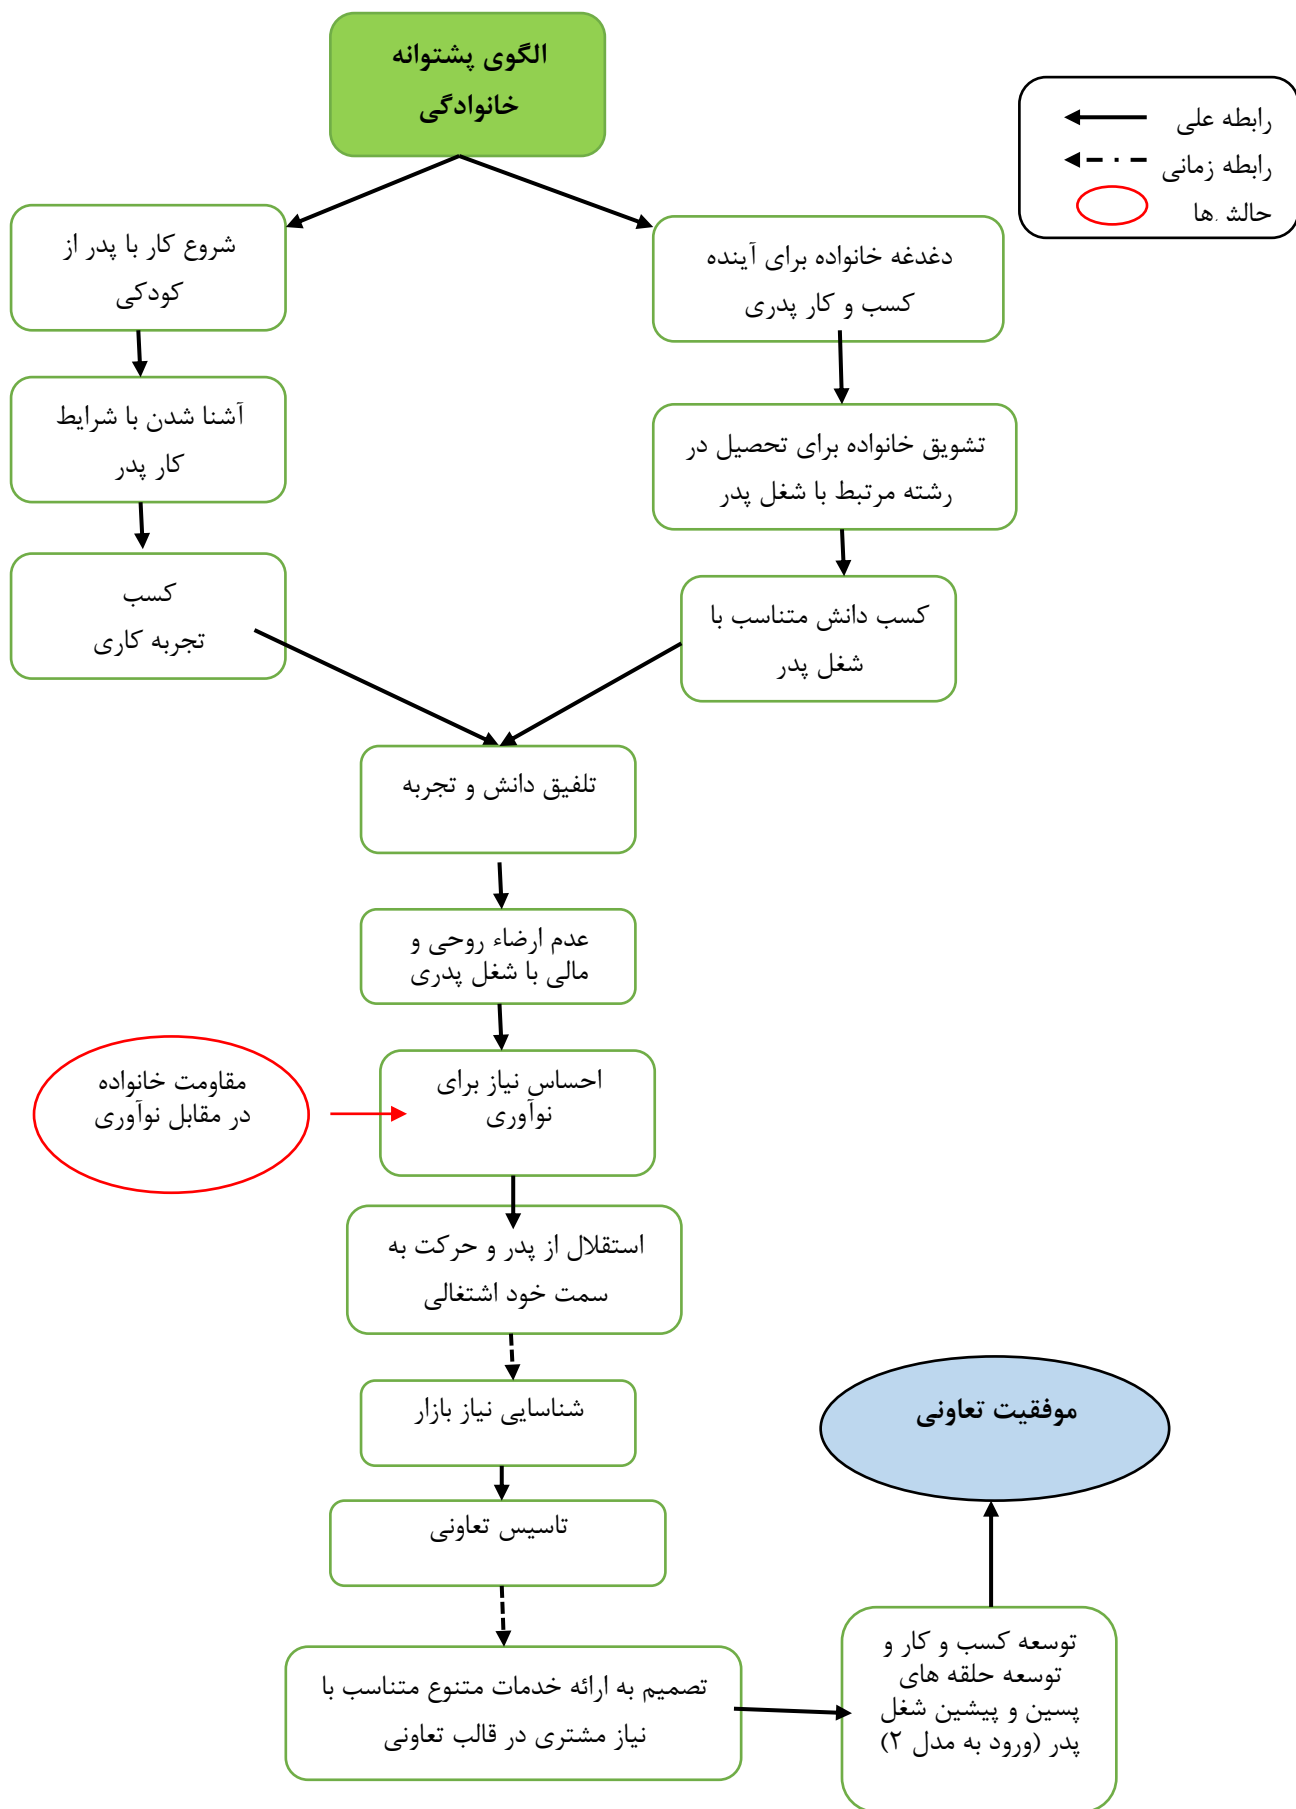 الگوی پشتوانه
خانوادگی
رابطه علی
رابطه زمانی
حالش ها
دغدغه خانواده برای آینده
کسب و کار پدری
شروع کار با پدر از
کودکی
تشویق خانواده برای تحصیل در
رشته مرتبط با شغل پدر
آشنا شدن با شرایط
کار پدر
کسب دانش متناسب با
شغل پدر
کسب
تجربه کاری
تلفیق دانش و تجربه
عدم ارضاء روحی و
مالی با شغل پدری
احساس نیاز برای
نوآوری
مقاومت خانواده
در مقابل نوآوری
استقلال از پدر و حرکت به
سمت خود اشتغالی
شناسایی نیاز بازار
تاسیس تعاونی
تصمیم به ارائه خدمات متنوع متناسب با
نیاز مشتری در قالب تعاونی
توسعه کسب و کار و
توسعه حلقه های
پسین و پیشین شغل
پدر (ورود به مدل ۲)
موفقیت تعاونی